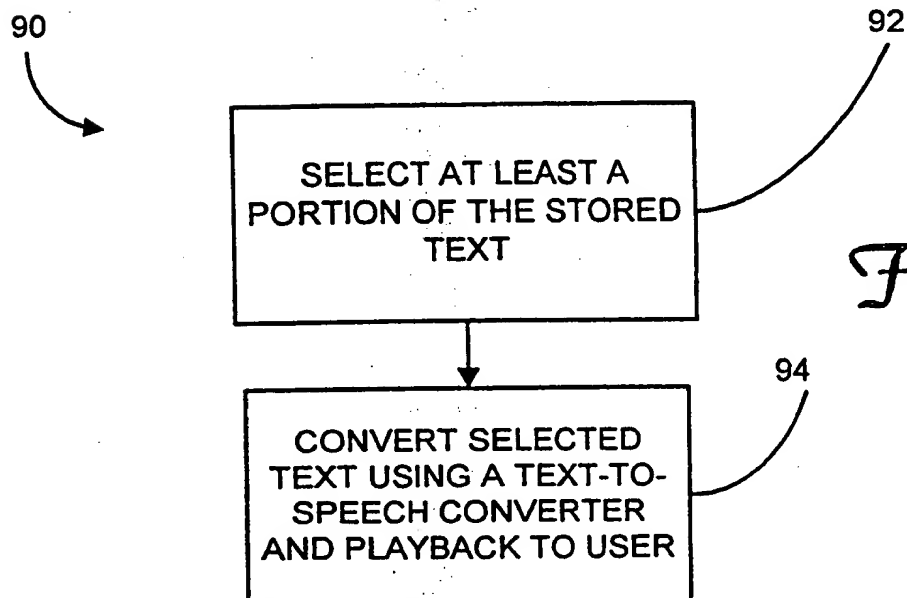 90
92
SELECT AT LEAST A
PORTION OF THE STORED
TEXT
F
94
CONVERT SELECTED
TEXT USING A TEXT-TO-
SPEECH CONVERTER
AND PLAYBACK TO USER